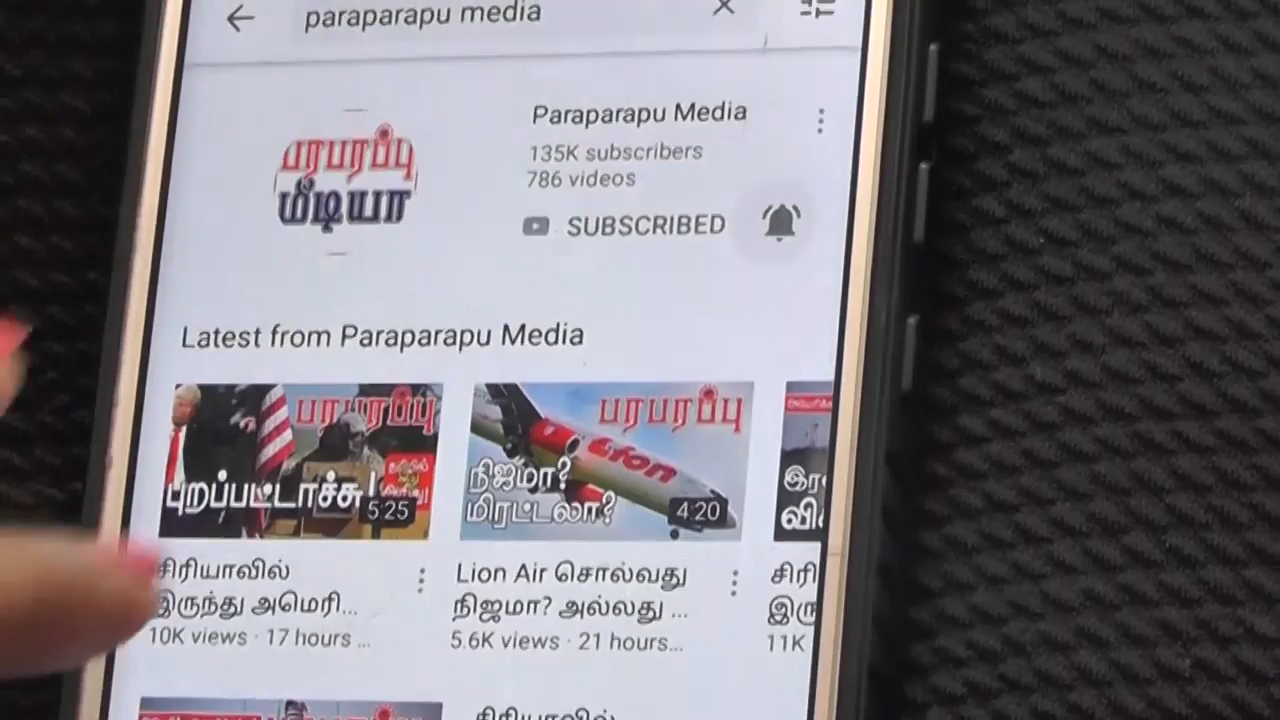 paraparapu media
பரபரப்பு
மீடியா
Paraparapu Media
135K subscribers
786 videos
SUBSCRIBED
Latest from Paraparapu Media
பரபரப்பு
புறப்பட்டாச்சு!
5:25
சிரியாவில்
இருந்து அமெரி...
10K views · 17 hours ...
பரபரப்பு
Lion
நிஜமா?
மிரட்டலா?
4:20
Lion Air சொல்வது
நிஜமா? அல்லது ...
5.6K views · 21 hours...
சிரி
இரு
11K
சிரியாவில்